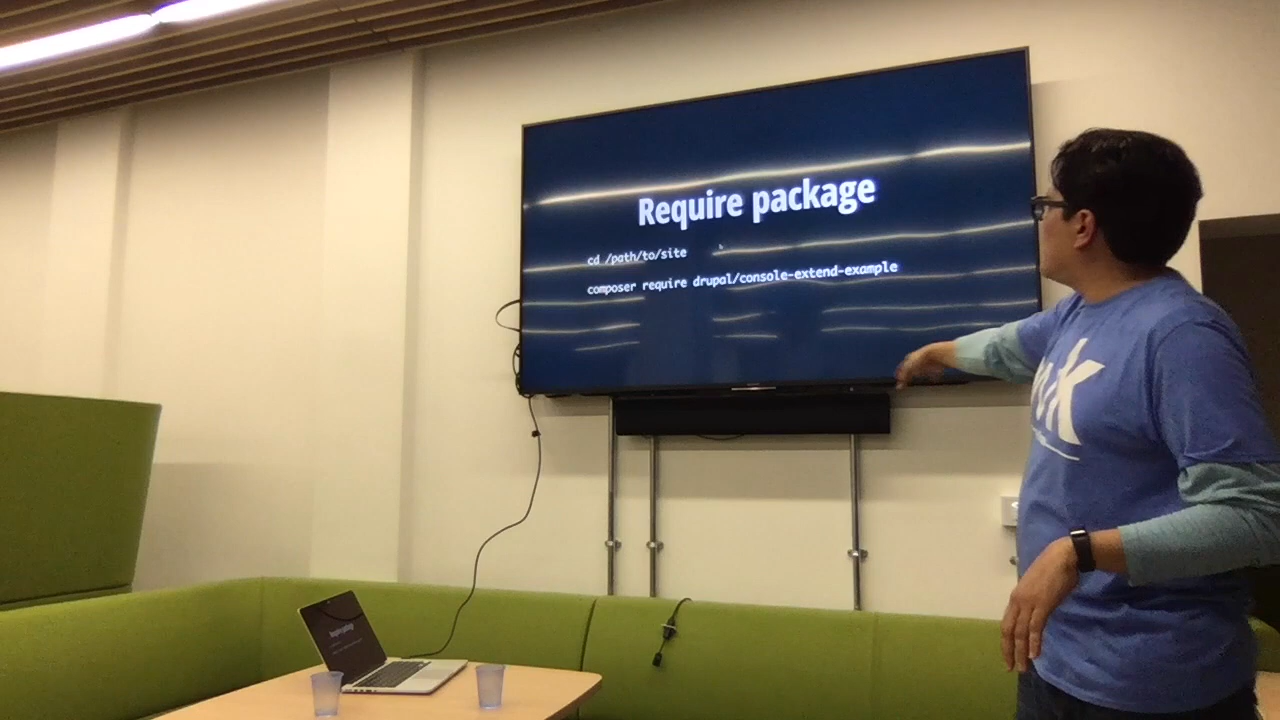 Require package
cd /path/to/site
composer require drupal/console-extend-example